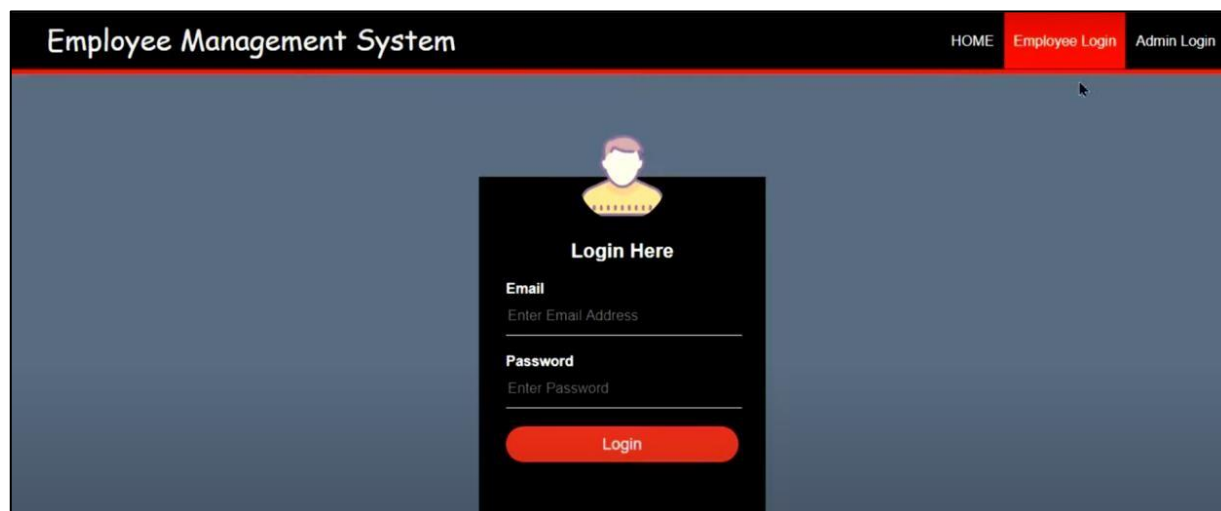 Employee Management System
HOME Employee Login Admin Login
Login Here
Email
Enter Email Address
Password
Enter Password
Login